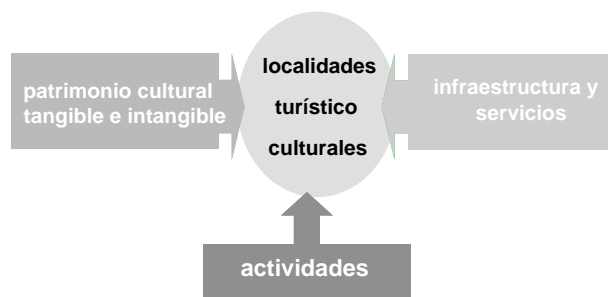 patrimonio cultural
tangible e intangible
localidades
turístico
culturales
infraestructura y
servicios
actividades